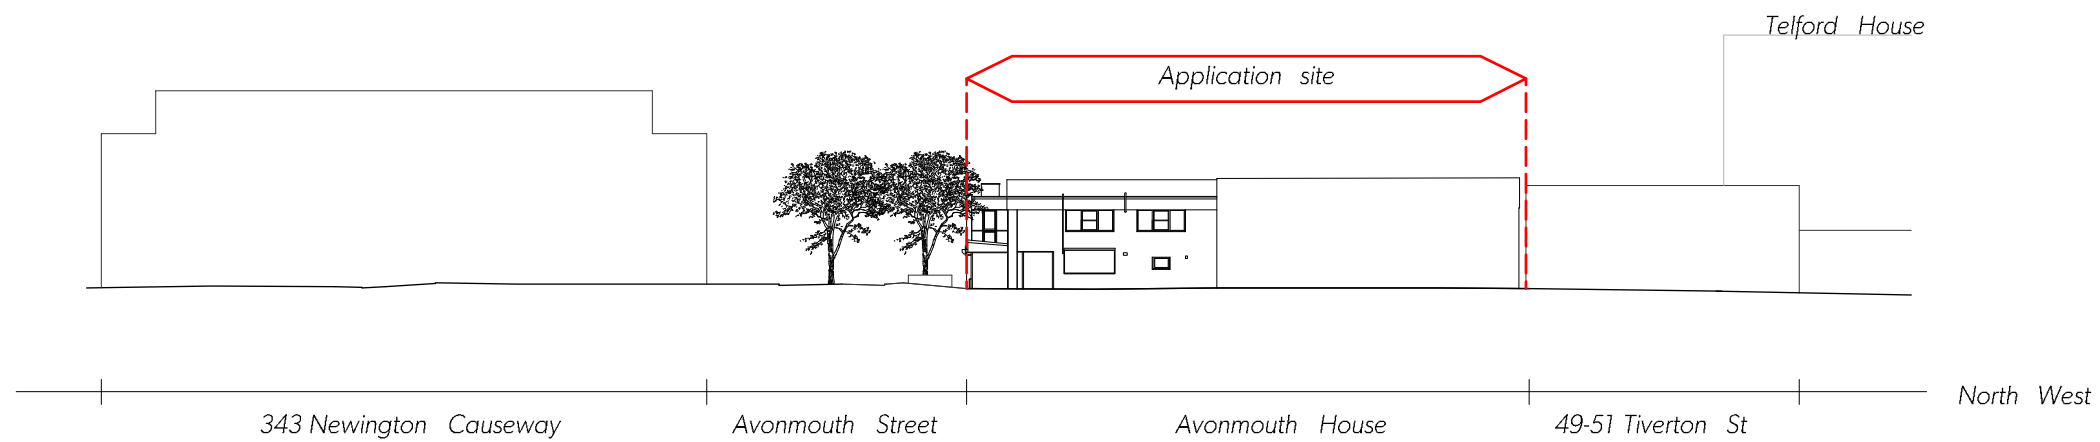 Telford House
Application site
North West
343 Newington Causeway
Avonmouth Street
Avonmouth House
49-51 Tiverton St